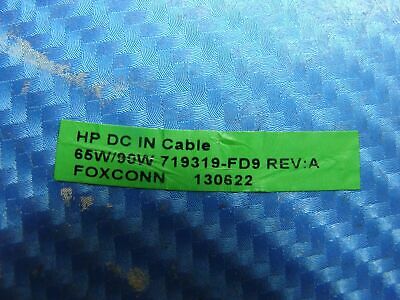 HP DC IN Cable
65W/90W 719319-FD9 REV:A
FOXCONN 130622